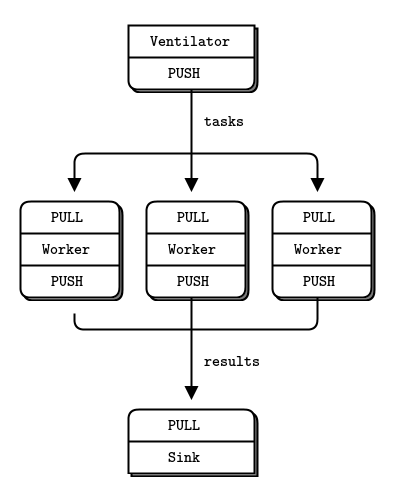 Ventilator
PUSH
tasks
PULL PULL PULL
Worker Worker Worker
PUSH PUSH PUSH
results
PULL
Sink